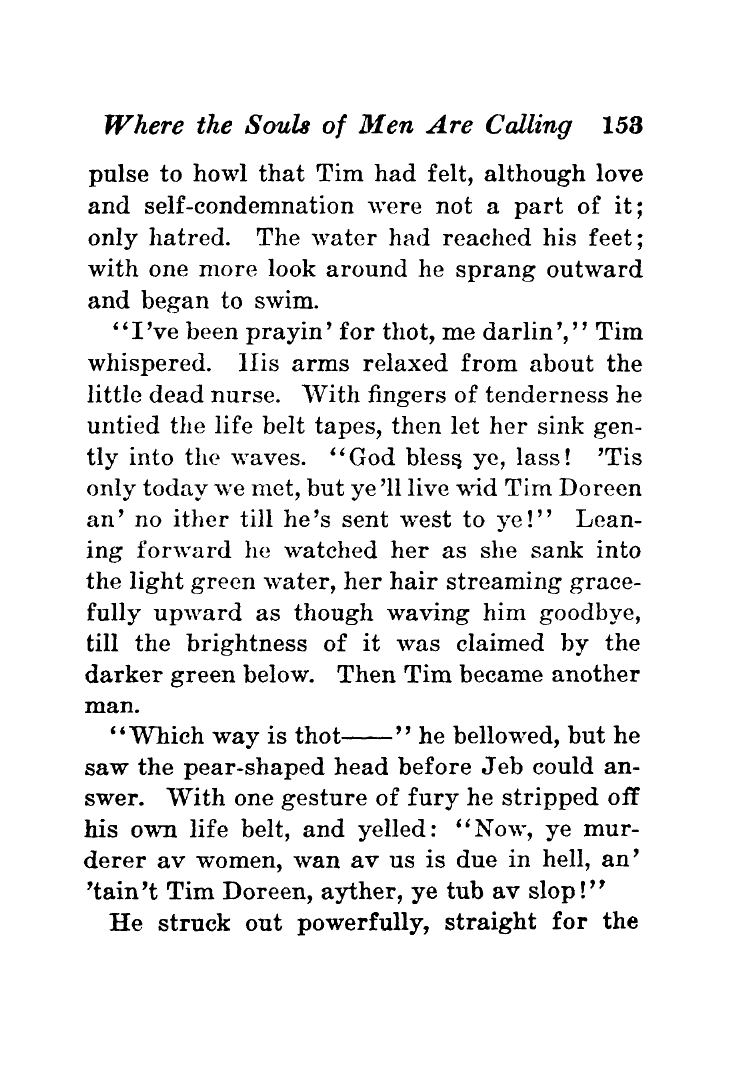 Where the Souls of Men Are Calling 153
pulse to howl that Tim had felt, although love
and self-condemnation were not a part of it;
only hatred. The water had reached his feet;
with one more look around he sprang outward
and began to swim.
“I’ve been prayin’ for thot, me darlin’,” Tim
whispered. His arms relaxed from about the
little dead nurse. With fingers of tenderness he
untied the life belt tapes, then let her sink gen-
tly into the waves. “God bless ye, lass! ’Tis
only today we met, but ye’ll live wid Tim Doreen
an’ no ither till he’s sent west to ye!” Lean-
ing forward he watched her as she sank into
the light green water, her hair streaming grace-
fully upward as though waving him goodbye,
till the brightness of it was claimed by the
darker green below. Then Tim became another
man.
“Which way is thot——” he bellowed, but he
saw the pear-shaped head before Jeb could an-
swer. With one gesture of fury he stripped off
his own life belt, and yelled: “Now, ye mur-
derer av women, wan av us is due in hell, an’
’tain’t Tim Doreen, ayther, ye tub av slop!”
He struck out powerfully, straight for the